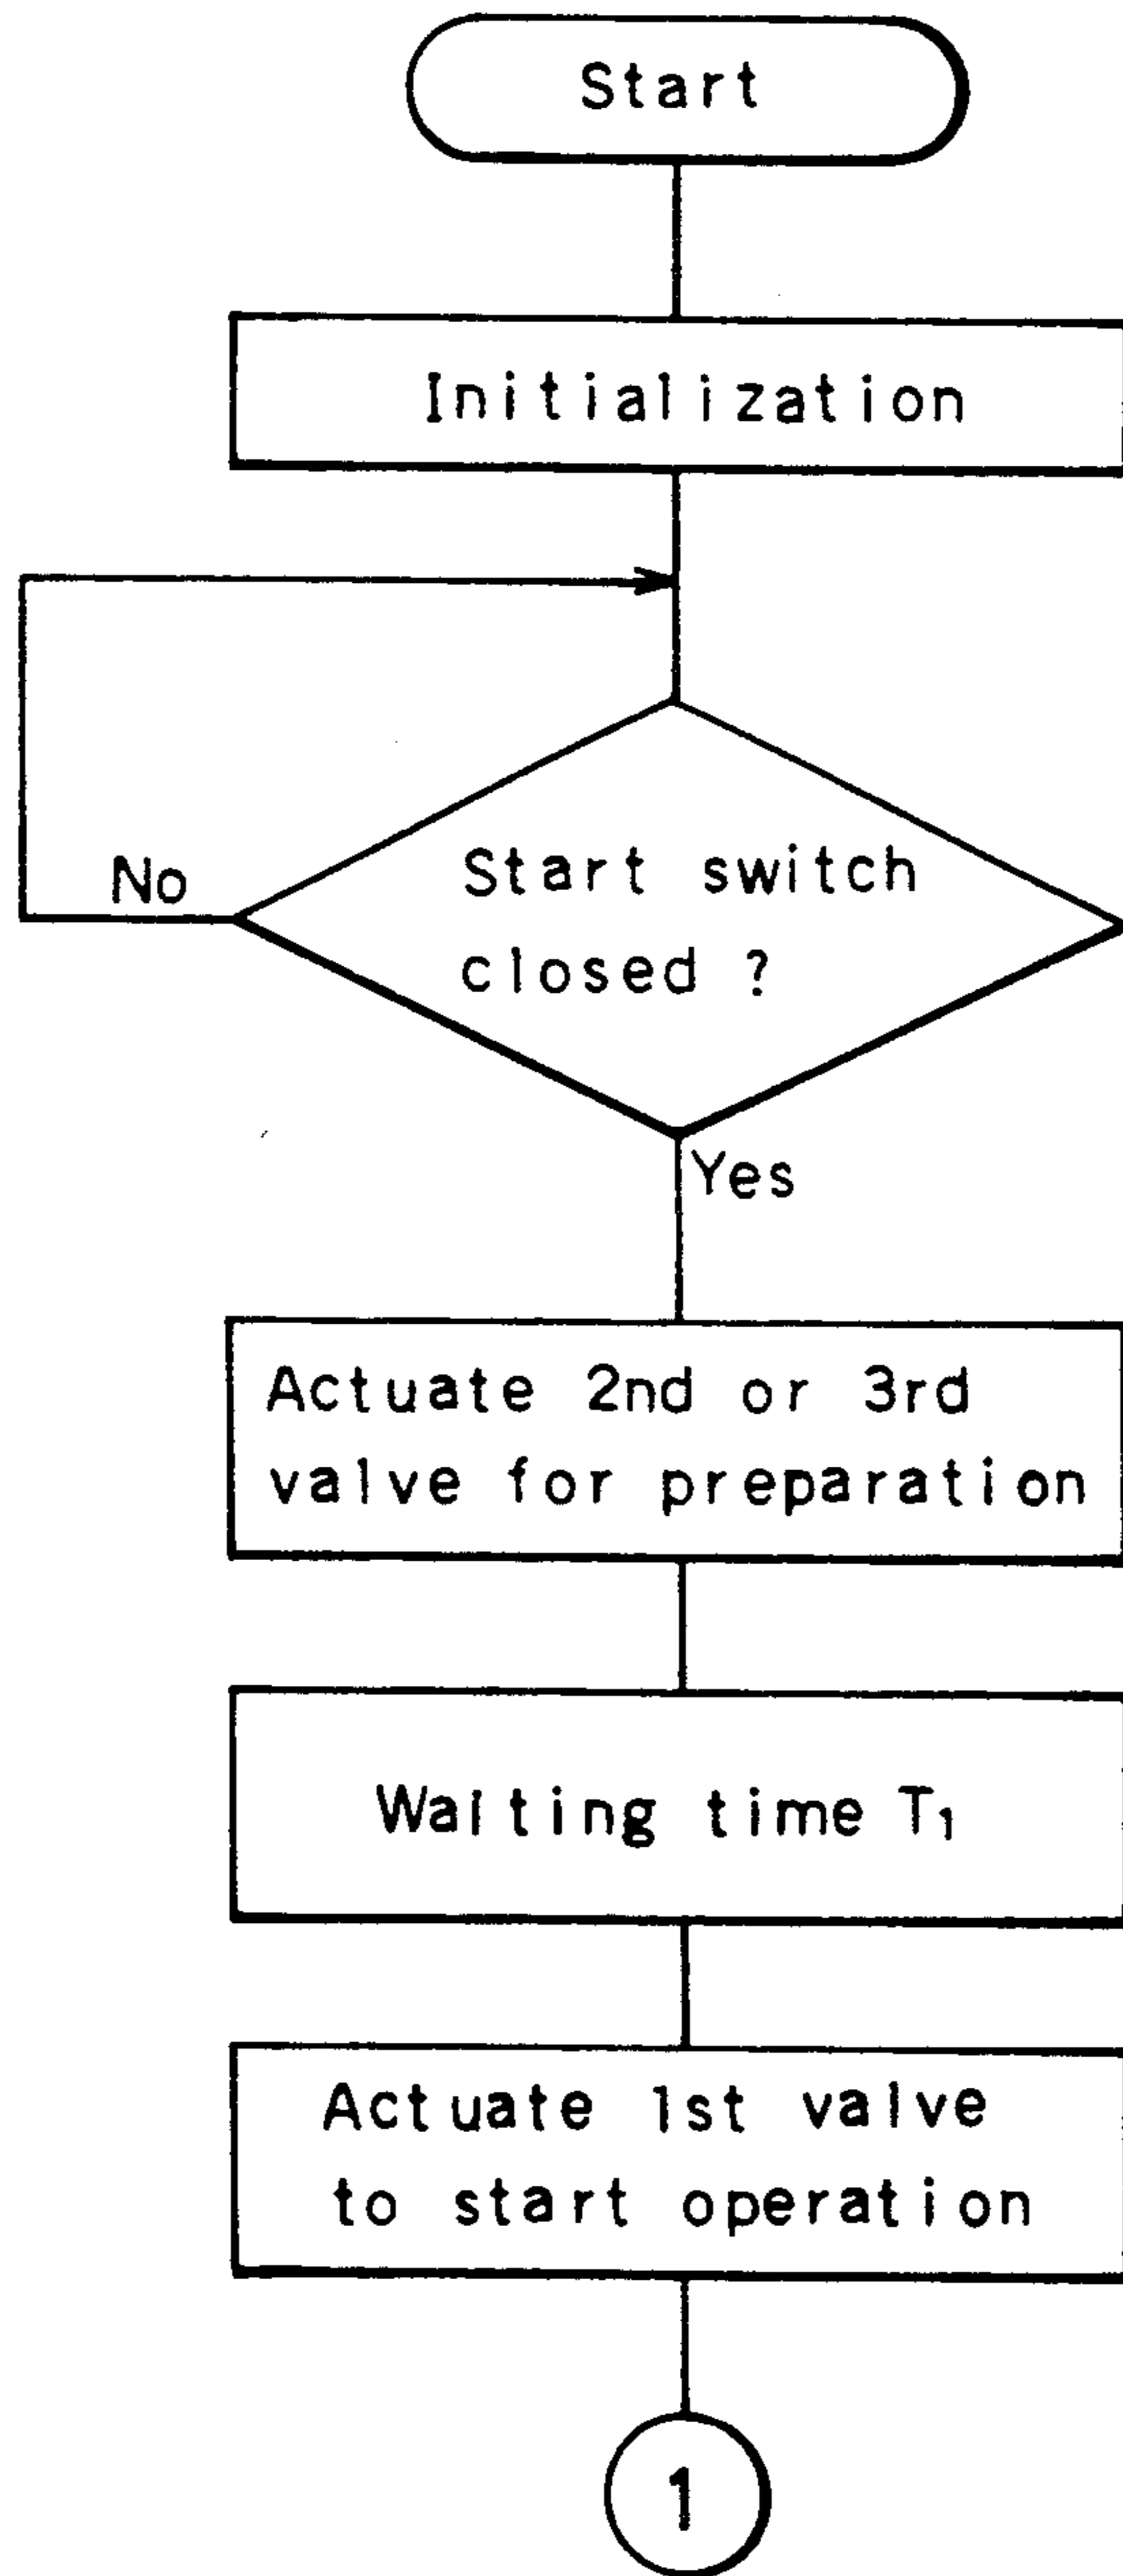 Start
Initialization
Start switch
closed ?
No
Yes
Actuate 2nd or 3rd
valve for preparation
Waiting time T₁
Actuate 1st valve
to start operation
1